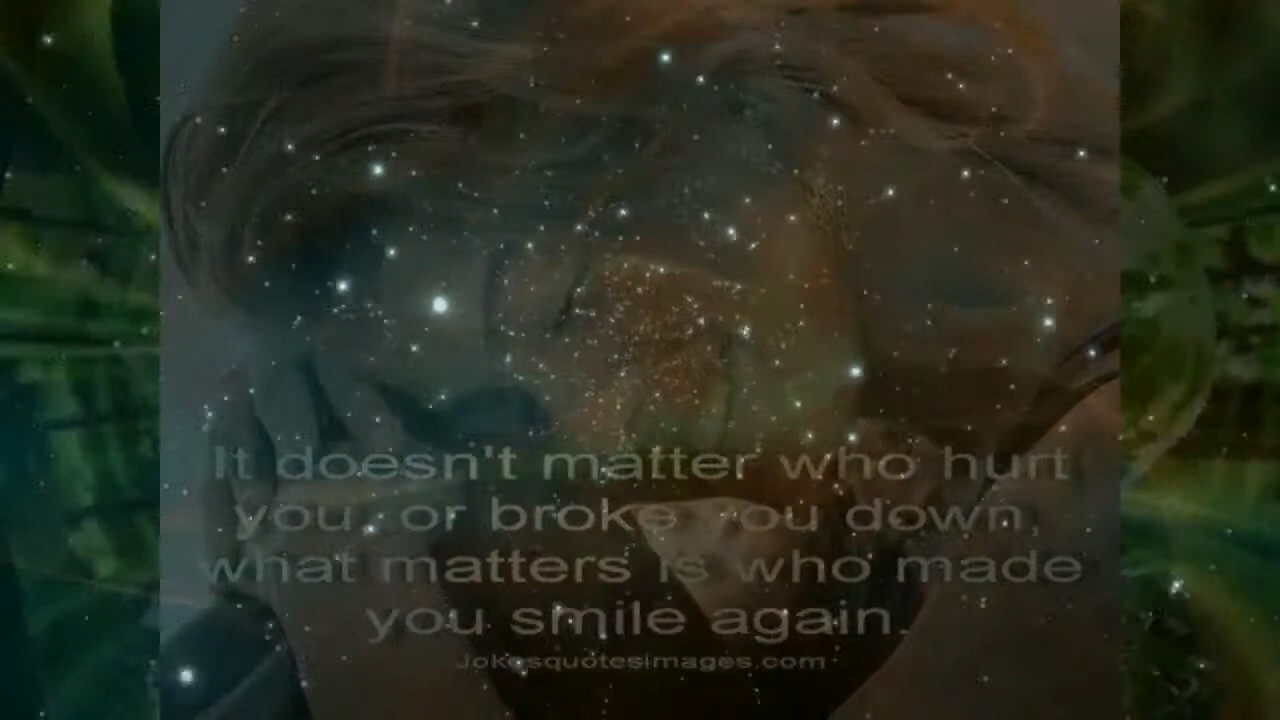 It doesn't matter who hurt
you, or broke you down,
what matters is who made
you smile again.
Jokesquotesimages.com